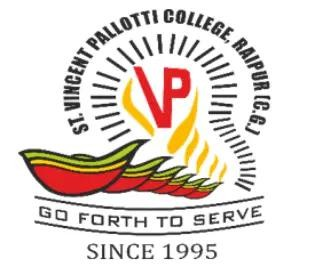 ST. VINCENT PALLOTTI COLLEGE, RAIPUR (C.G.)
VP
GO FORTH TO SERVE
SINCE 1995